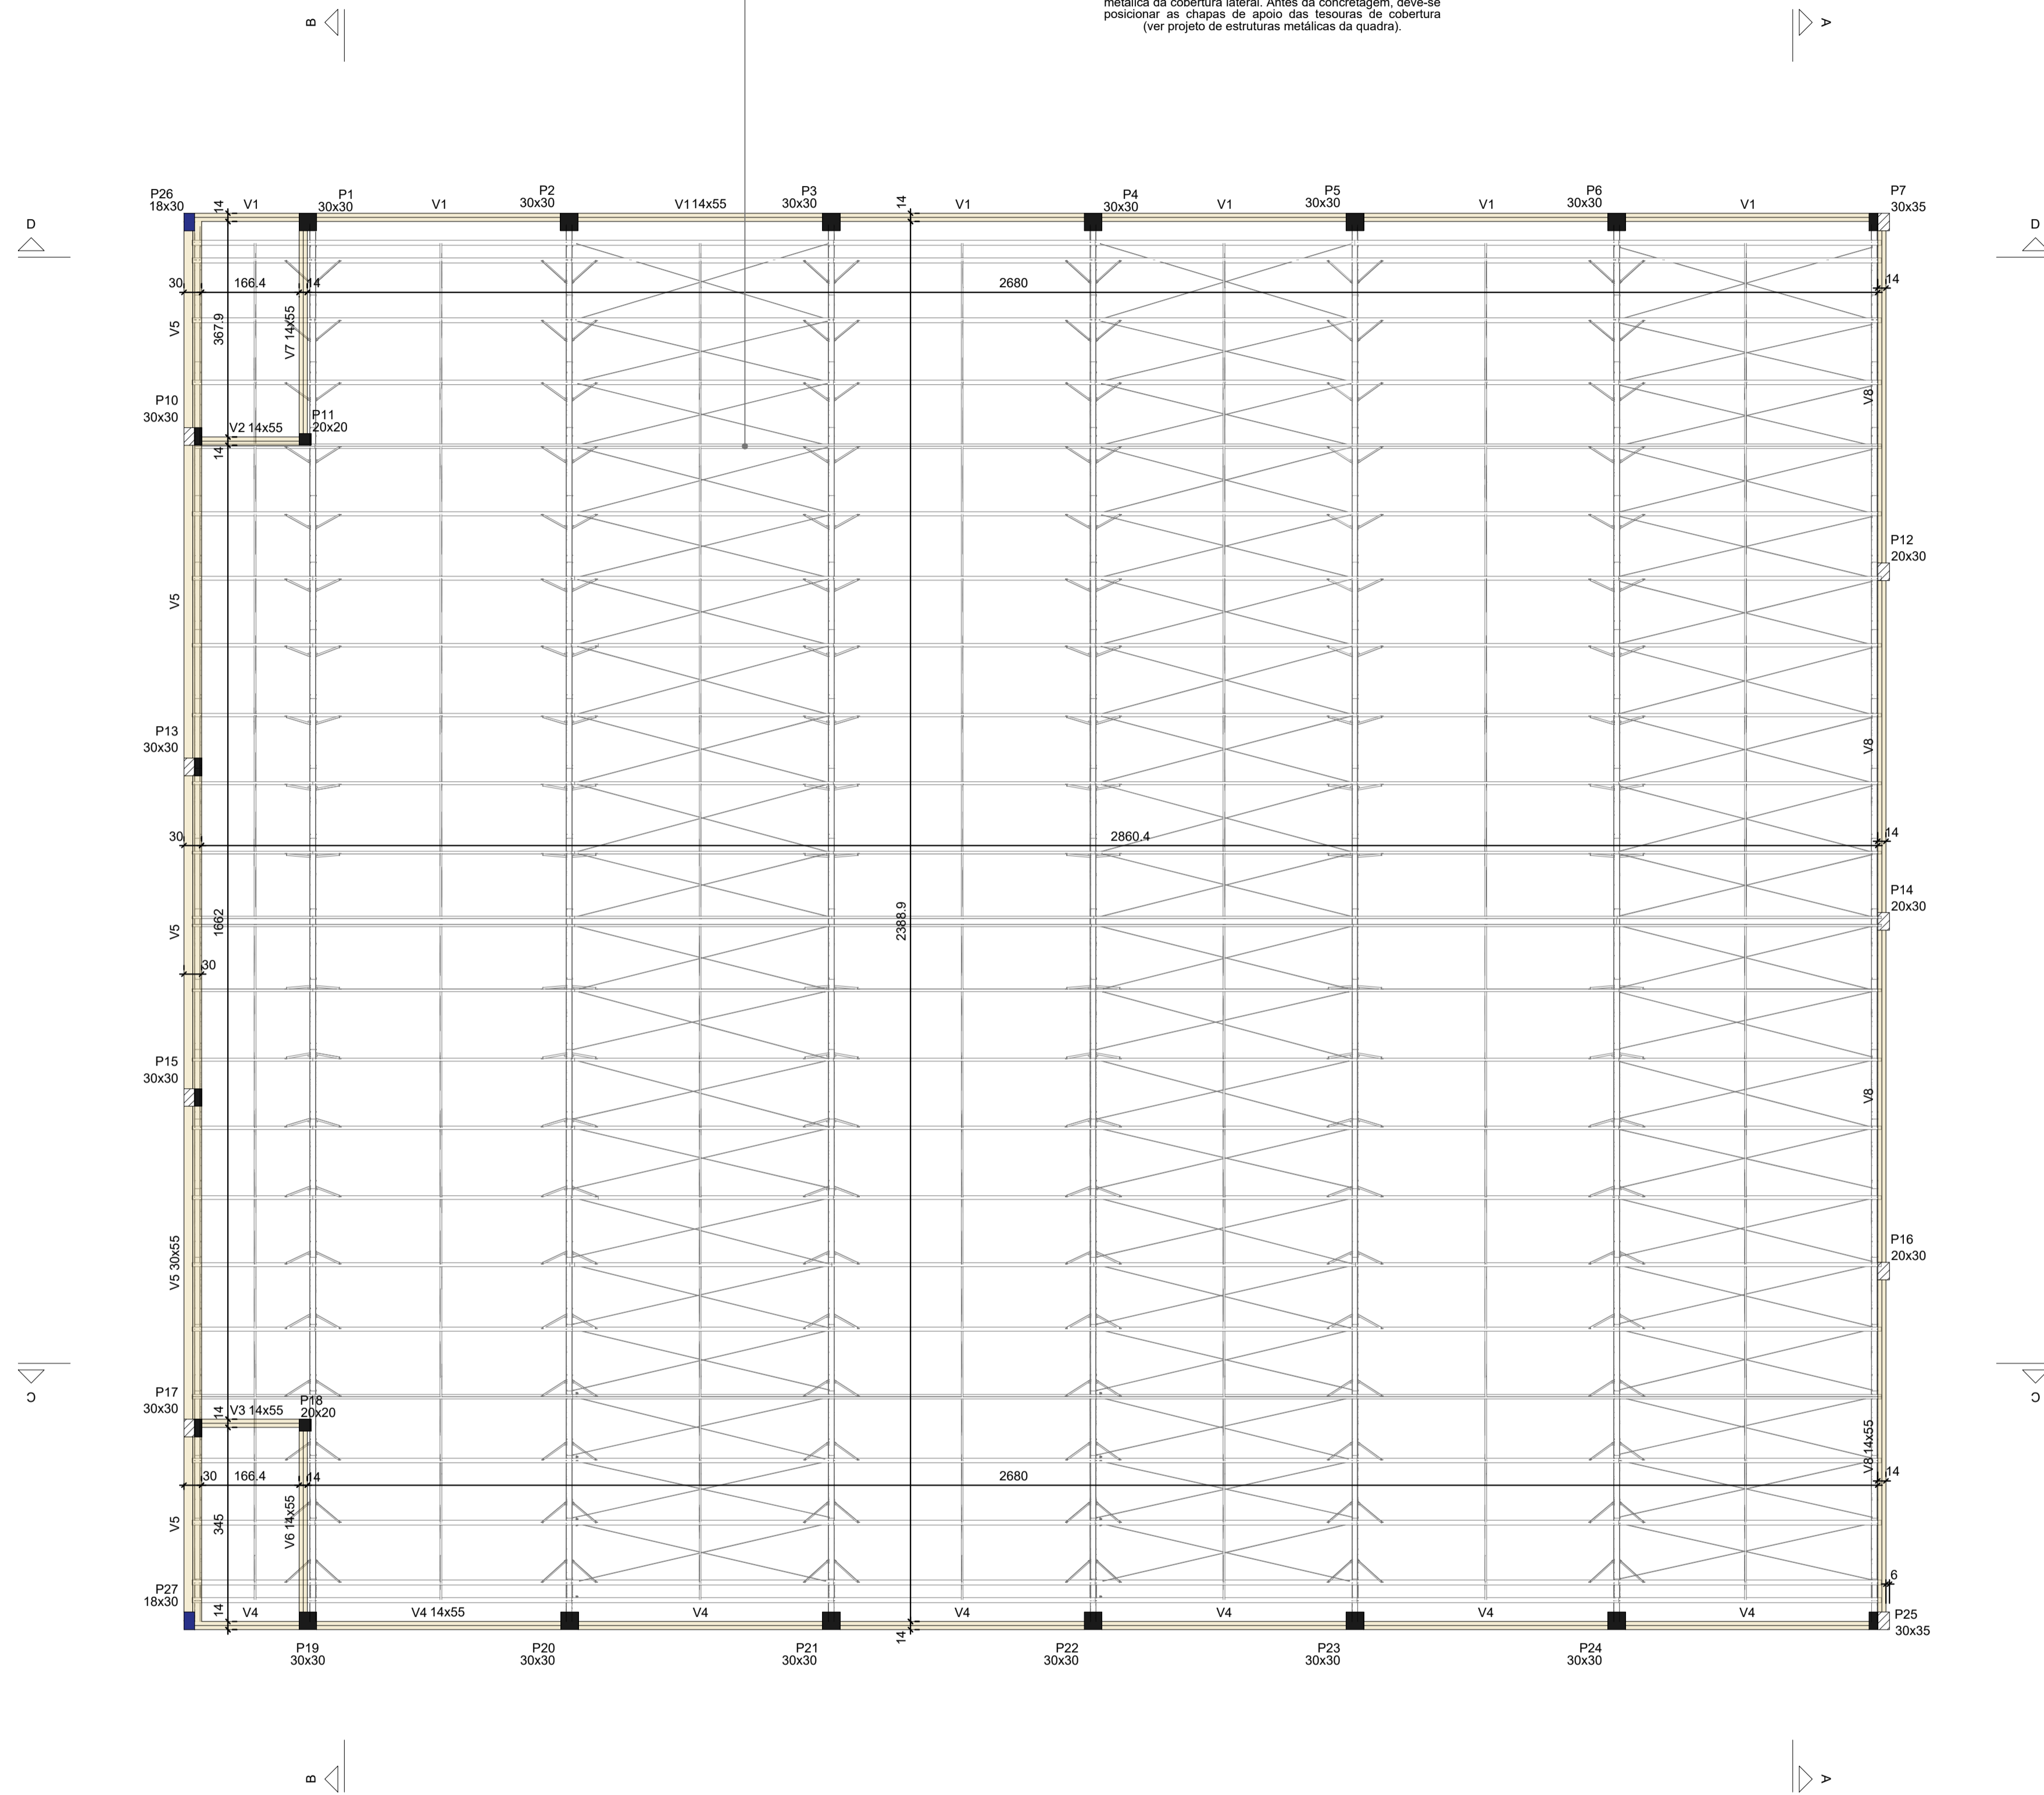 metálica da cobertura lateral. Antes da concretagem, deve-se
posicionar as chapas de apoio das tesouras de cobertura
(ver projeto de estruturas metálicas da quadra).
B
A
D
D
P26
18x30
V1
14
P1
30x30
V1
P2
30x30
V1 14x55
P3
30x30
14
V1
P4
30x30
V1
P5
30x30
V1
P6
30x30
V1
P7
30x35
30
166.4
14
2680
14
V5
367.9
V7 14x55
V8
P10
30x30
V2 14x55
P11
20x20
14
P12
20x30
V5
P13
30x30
V8
30
2860.4
14
P14
20x30
V5
1662
2388.9
30
P15
30x30
V8
V5 30x55
P16
20x30
C
C
P17
30x30
14
V3 14x55
P18
20x20
V8 14x55
30
166.4
14
2680
14
V5
345
V6 14x55
6
P27
18x30
14
V4
V4 14x55
V4
14
V4
V4
V4
V4
P25
30x35
P19
30x30
P20
30x30
P21
30x30
P22
30x30
P23
30x30
P24
30x30
B
A